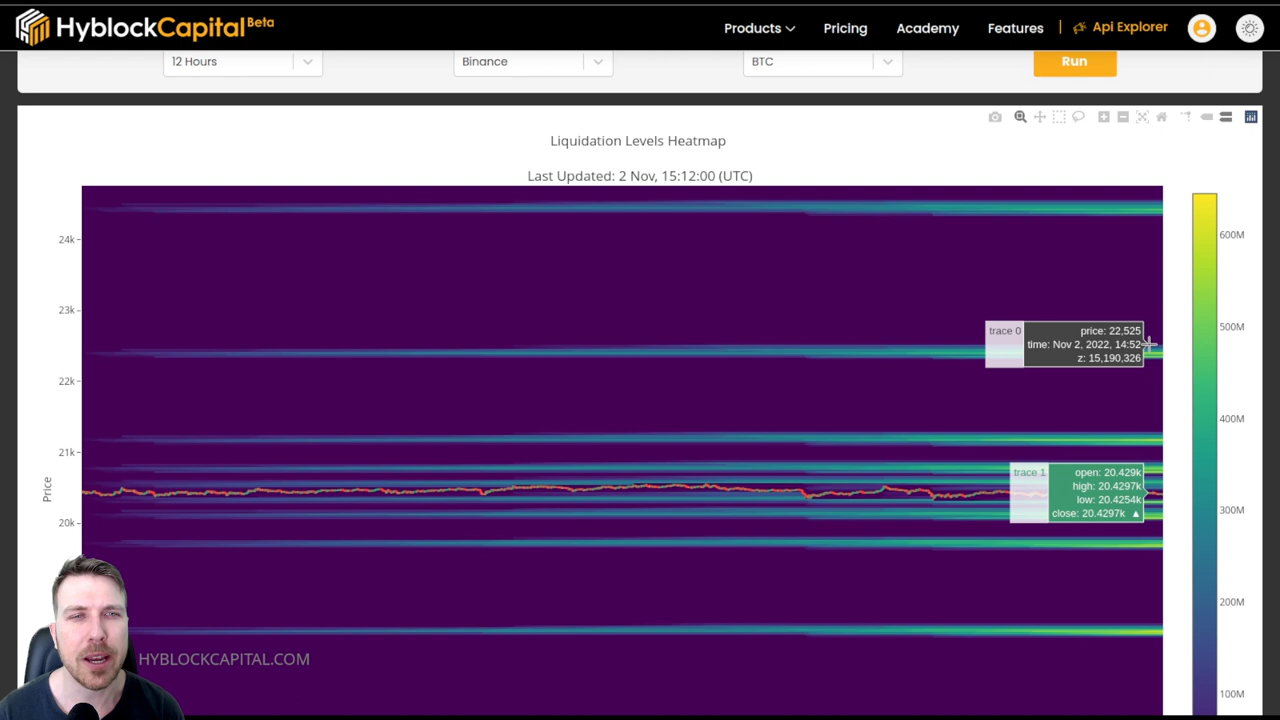 HyblockCapital Beta
Products Pricing Academy Features Api Explorer
12 Hours Binance BTC Run
Liquidation Levels Heatmap
Last Updated: 2 Nov, 15:12:00 (UTC)
24k
23k
22k
21k
20k
Price
trace 0
price: 22,525
time: Nov 2, 2022, 14:52
z: 15,190,326
trace 1
open: 20.429k
high: 20.4297k
low: 20.4254k
close: 20.4297k ▲
600M
500M
400M
300M
200M
100M
HYBLOCKCAPITAL.COM